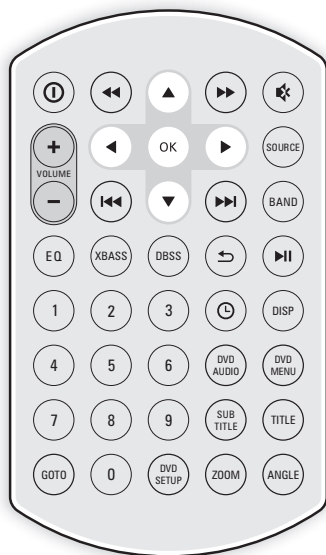 +
VOLUME
OK
SOURCE
−
BAND
EQ
XBASS
DBSS
1
2
3
DISP
4
5
6
DVD
AUDIO
DVD
MENU
7
8
9
SUB
TITLE
TITLE
GOTO
0
DVD
SETUP
ZOOM
ANGLE